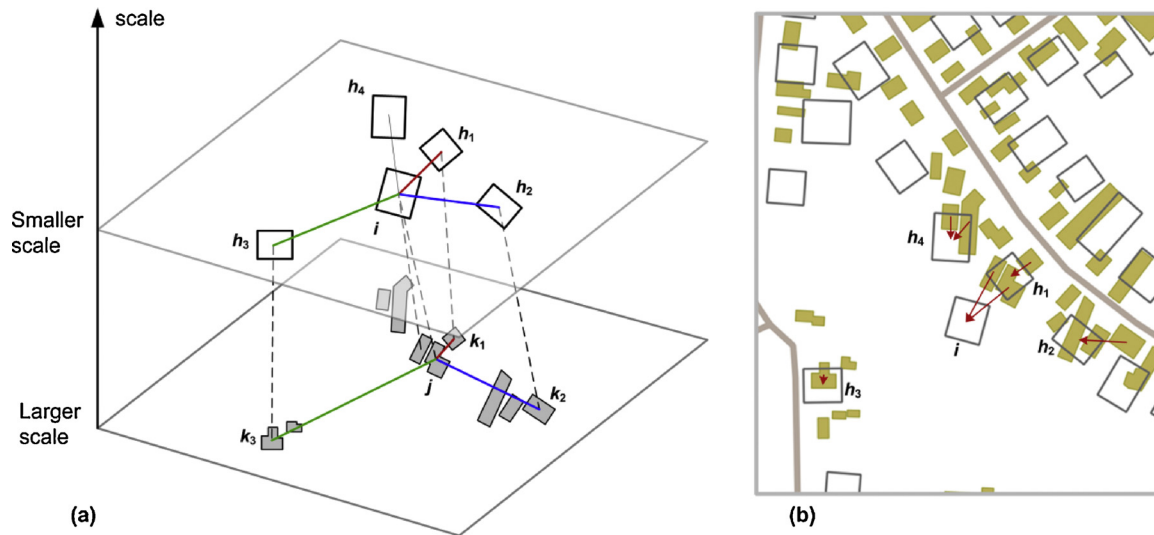 scale
h4
h1
h2
i
h3
Smaller
scale
k1
j
k2
Larger
scale
k3
(a)
h4
h1
i
h2
h3
(b)